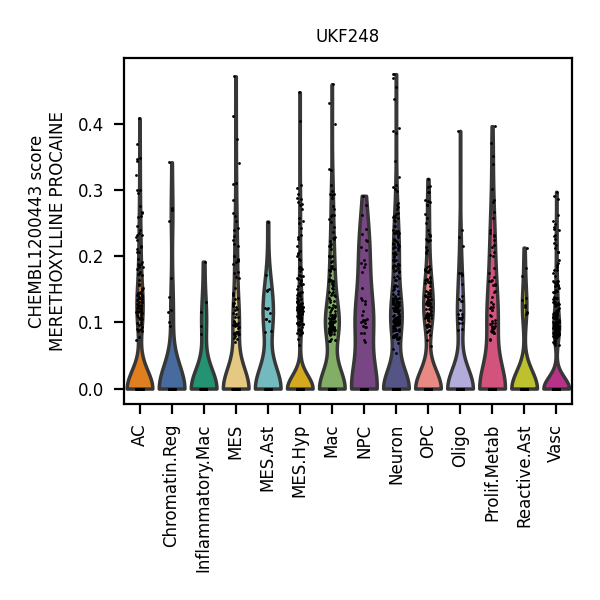 UKF248
CHEMBL1200443 score
MERETHOXYLLINE PROCAINE
0.4
0.3
0.2
0.1
0.0
AC
Chromatin.Reg
Inflammatory.Mac
MES
MES.Ast
MES.Hyp
Mac
NPC
Neuron
OPC
Oligo
Prolif.Metab
Reactive.Ast
Vasc